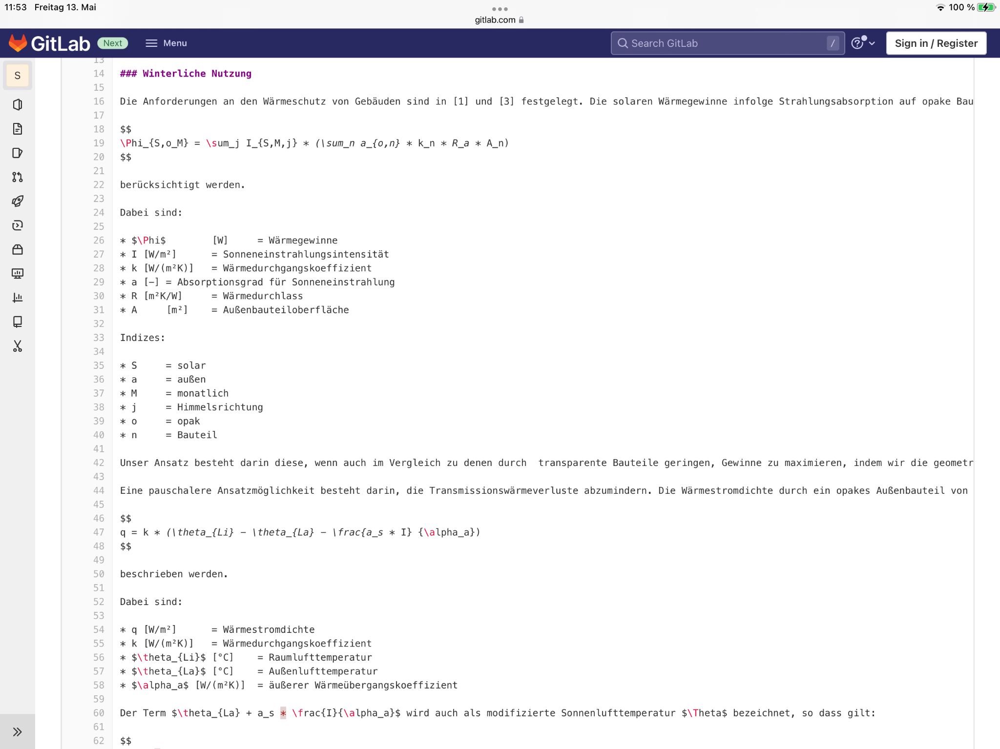 11:53 Freitag 13. Mai
100 %
gitlab.com
GitLab Next Menu Search GitLab / Sign in / Register
S
13
14 ### Winterliche Nutzung
15
16 Die Anforderungen an den Wärmeschutz von Gebäuden sind in [1] und [3] festgelegt. Die solaren Wärmegewinne infolge Strahlungsabsorption auf opake Bau
17
18 $$
19 \Phi_{S,o_M} = \sum_j I_{S,M,j} * (\sum_n a_{o,n} * k_n * R_a * A_n)
20 $$
21
22 berücksichtigt werden.
23
24 Dabei sind:
25
26 * $\Phi$ [W] = Wärmegewinne
27 * I [W/m²] = Sonneneinstrahlungsintensität
28 * k [W/(m²K)] = Wärmedurchgangskoeffizient
29 * a [−] = Absorptionsgrad für Sonneneinstrahlung
30 * R [m²K/W] = Wärmedurchlass
31 * A [m²] = Außenbauteiloberfläche
32
33 Indizes:
34
35 * S = solar
36 * a = außen
37 * M = monatlich
38 * j = Himmelsrichtung
39 * o = opak
40 * n = Bauteil
41
42 Unser Ansatz besteht darin diese, wenn auch im Vergleich zu denen durch  transparente Bauteile geringen, Gewinne zu maximieren, indem wir die geometr
43
44 Eine pauschalere Ansatzmöglichkeit besteht darin, die Transmissionswärmeverluste abzumindern. Die Wärmestromdichte durch ein opakes Außenbauteil von
45
46 $$
47 q = k * (\theta_{Li} − \theta_{La} − \frac{a_s * I} {\alpha_a})
48 $$
49
50 beschrieben werden.
51
52 Dabei sind:
53
54 * q [W/m²] = Wärmestromdichte
55 * k [W/(m²K)] = Wärmedurchgangskoeffizient
56 * $\theta_{Li}$ [°C] = Raumlufttemperatur
57 * $\theta_{La}$ [°C] = Außenlufttemperatur
58 * $\alpha_a$ [W/(m²K)] = äußerer Wärmeübergangskoeffizient
59
60 Der Term $\theta_{La} + a_s * \frac{I}{\alpha_a}$ wird auch als modifizierte Sonnenlufttemperatur $\Theta$ bezeichnet, so dass gilt:
61
62 $$